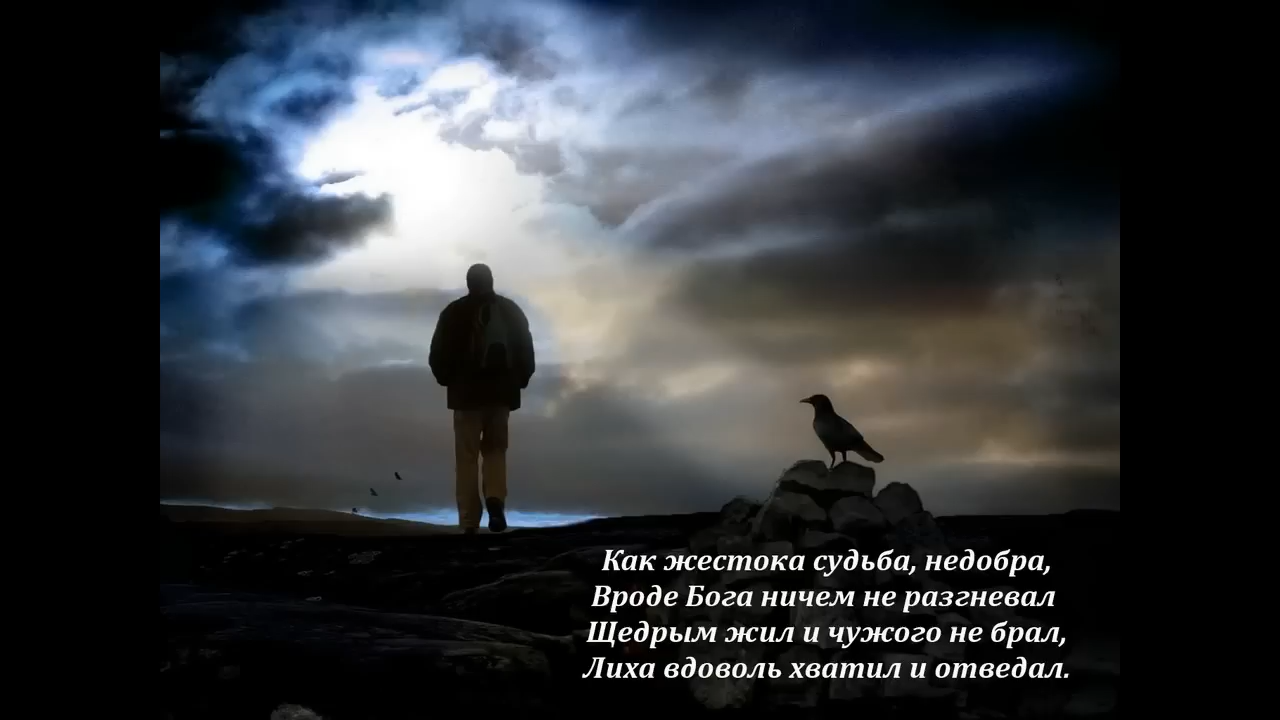 Как жестока судьба, недобра,
Вроде Бога ничем не разгневал
Щедрым жил и чужого не брал,
Лиха вдоволь хватил и отведал.